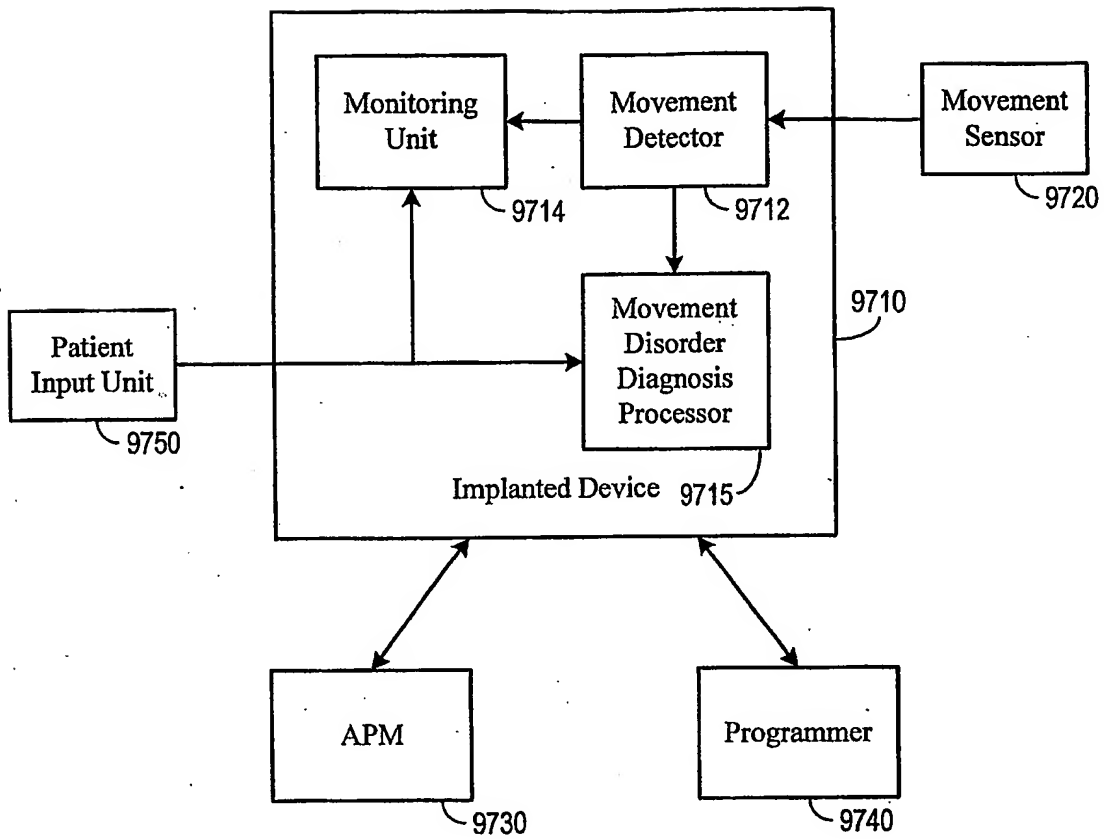 Monitoring
Unit
9714
Movement
Detector
9712
Movement
Sensor
9720
Patient
Input Unit
9750
Movement
Disorder
Diagnosis
Processor
9715
9710
Implanted Device
APM
9730
Programmer
9740